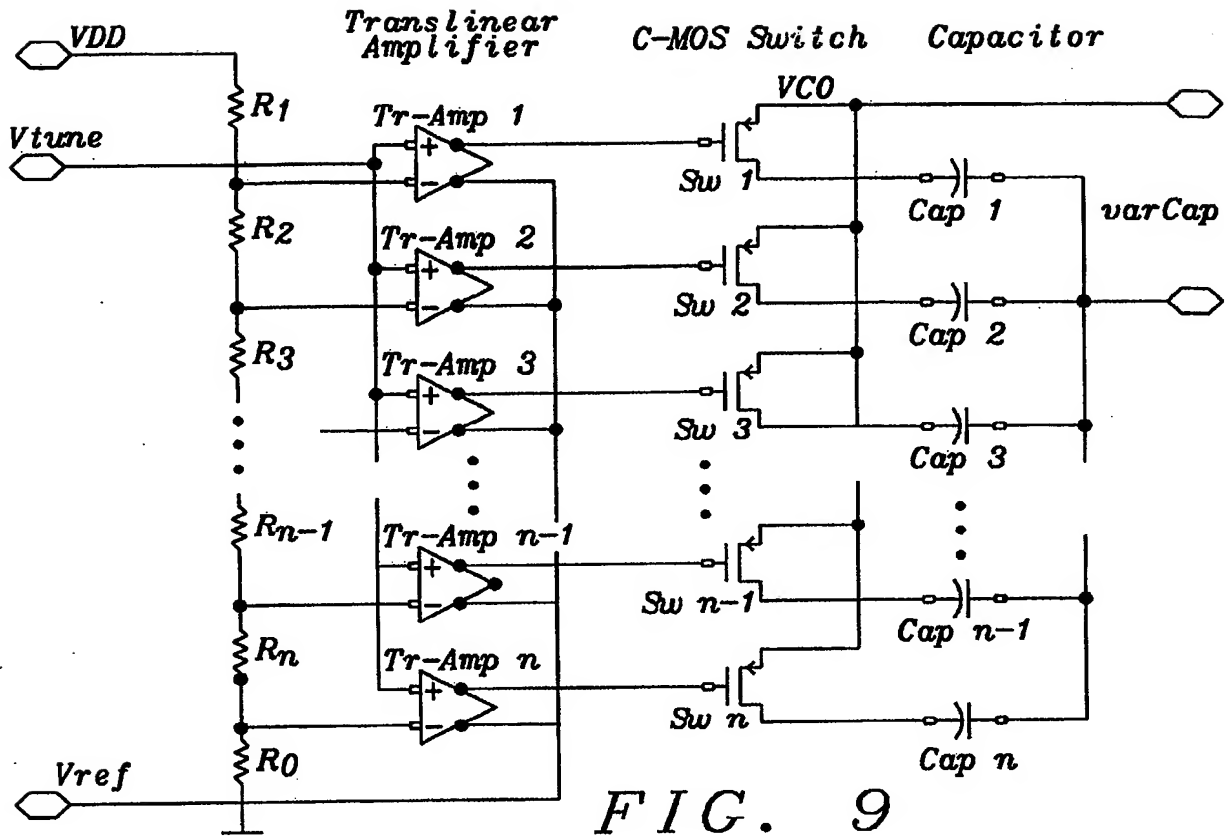 VDD
Translinear
Amplifier
C-MOS Switch
Capacitor
R1
Tr-Amp 1
VCO
Vtune
+
−
Sw 1
Cap 1
varCap
R2
Tr-Amp 2
+
−
Sw 2
Cap 2
R3
Tr-Amp 3
+
−
Sw 3
Cap 3
Rn-1
Tr-Amp n-1
+
−
Sw n-1
Cap n-1
Rn
Tr-Amp n
+
−
Sw n
Cap n
R0
Vref
FIG. 9